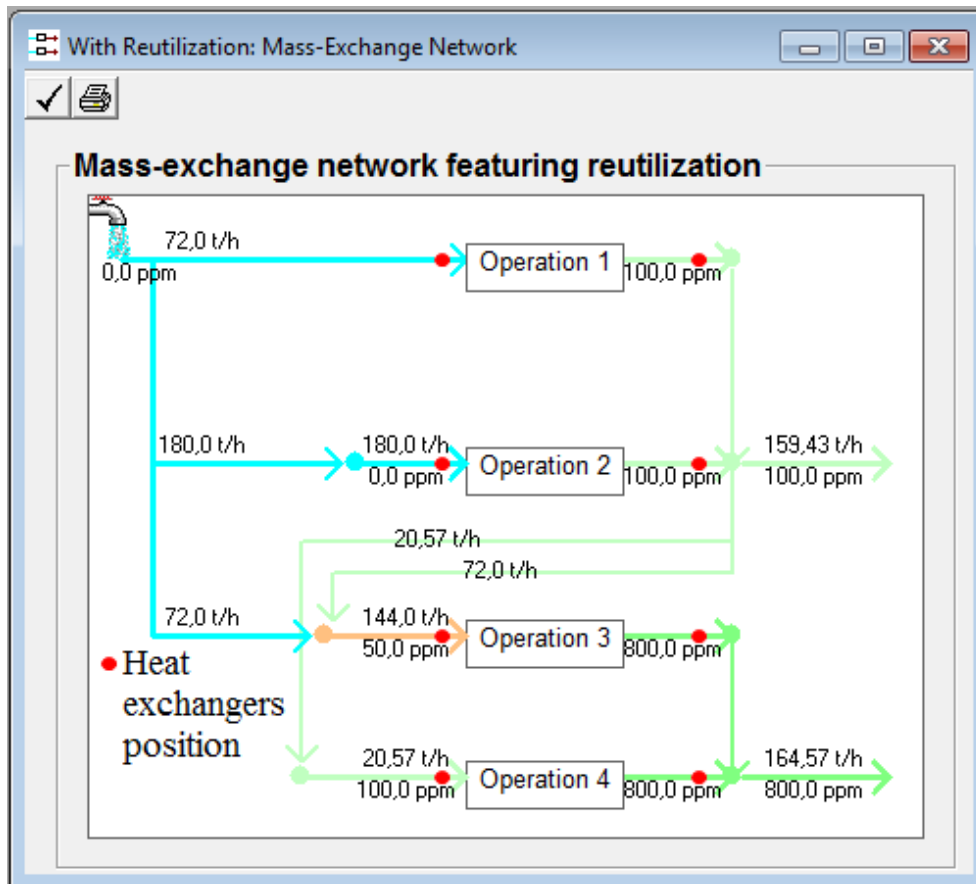 With Reutilization: Mass-Exchange Network
Mass-exchange network featuring reutilization
72,0 t/h
0,0 ppm
Operation 1
100,0 ppm
180,0 t/h
180,0 t/h
0,0 ppm
Operation 2
100,0 ppm
159,43 t/h
100,0 ppm
20,57 t/h
72,0 t/h
72,0 t/h
144,0 t/h
50,0 ppm
Operation 3
800,0 ppm
Heat
exchangers
position
20,57 t/h
100,0 ppm
Operation 4
800,0 ppm
164,57 t/h
800,0 ppm